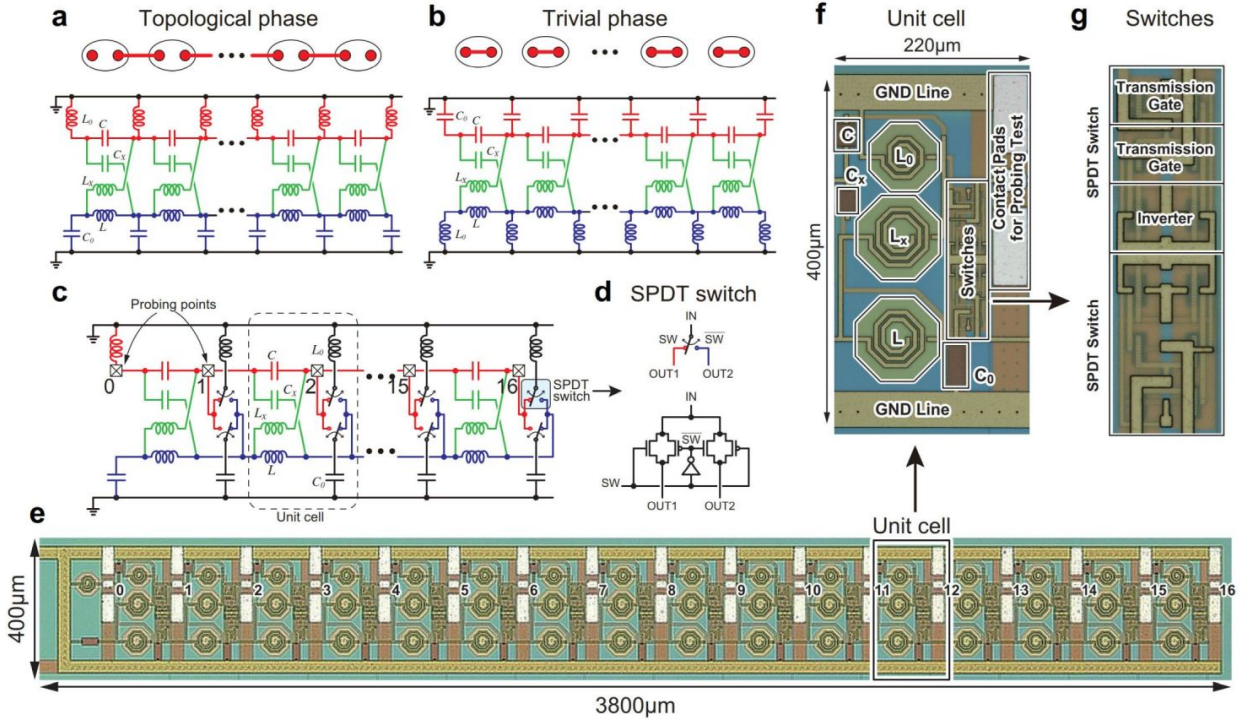 a
Topological phase
L0
C
CX
LX
L
C0
b
Trivial phase
C0
C
CX
LX
L0
L
c
Probing points
0
1
2
15
16
C
L0
CX
LX
L
C0
SPDT
switch
Unit cell
d
SPDT switch
IN
SW
SW
OUT1
OUT2
IN
SW
SW
OUT1
OUT2
e
400μm
0
1
2
3
4
5
6
7
8
9
10
11
12
13
14
15
16
3800μm
Unit cell
f
Unit cell
220μm
400μm
GND Line
C
L0
Cx
Lx
Switches
Contact Pads
for Probing Test
L
C0
GND Line
g
Switches
SPDT Switch
Transmission
Gate
Transmission
Gate
Inverter
SPDT Switch